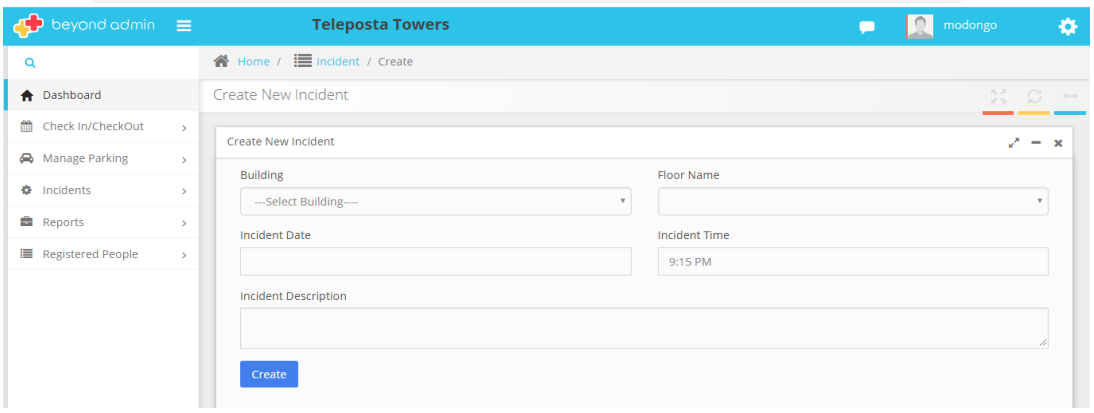 beyond admin
Teleposta Towers
modongo
Home / Incident / Create
Dashboard
Create New Incident
Check In/CheckOut
Manage Parking
Incidents
Reports
Registered People
Create New Incident
Building
Floor Name
---Select Building----
Incident Date
Incident Time
9:15 PM
Incident Description
Create